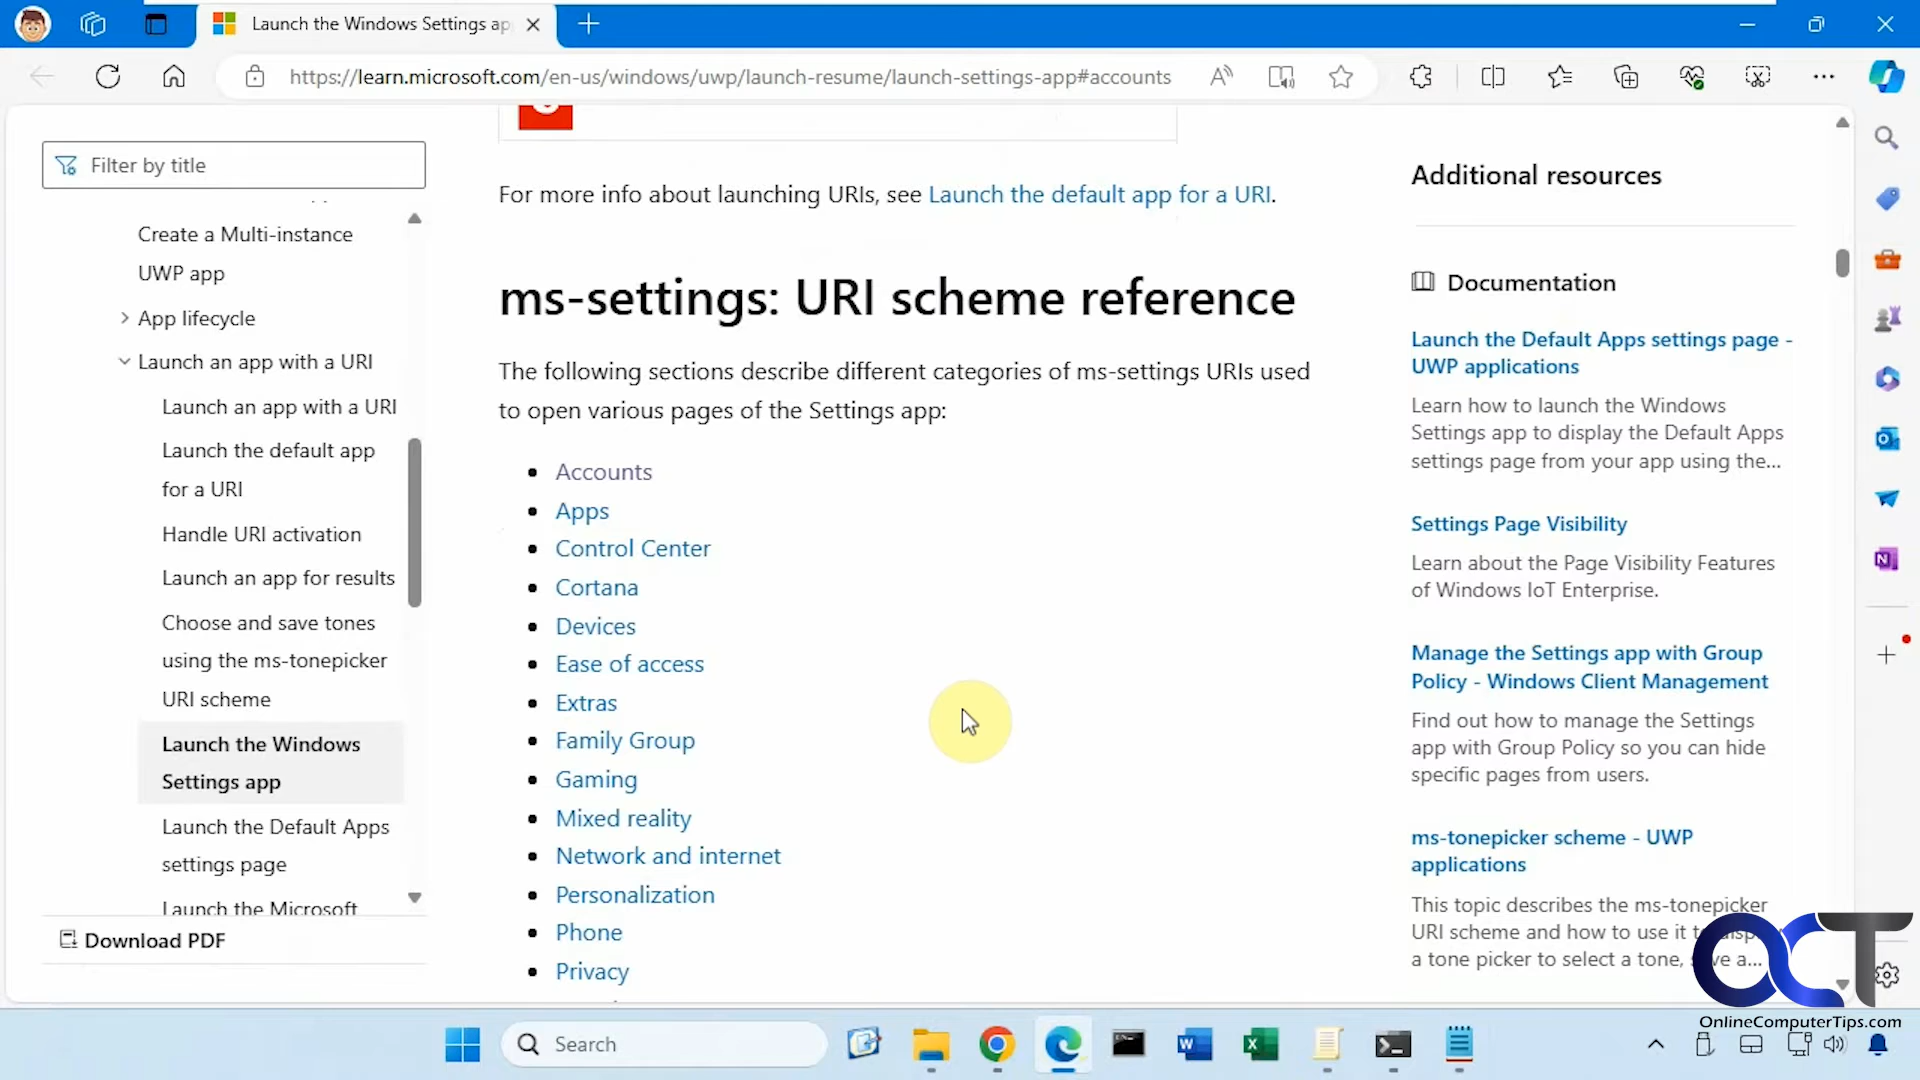 Launch the Windows Settings ap
https://learn.microsoft.com/en-us/windows/uwp/launch-resume/launch-settings-app#accounts
Filter by title
Create a Multi-instance
UWP app
App lifecycle
Launch an app with a URI
Launch an app with a URI
Launch the default app
for a URI
Handle URI activation
Launch an app for results
Choose and save tones
using the ms-tonepicker
URI scheme
Launch the Windows
Settings app
Launch the Default Apps
settings page
Launch the Microsoft
Download PDF
For more info about launching URIs, see Launch the default app for a URI.
ms-settings: URI scheme reference
The following sections describe different categories of ms-settings URIs used
to open various pages of the Settings app:
• Accounts
• Apps
• Control Center
• Cortana
• Devices
• Ease of access
• Extras
• Family Group
• Gaming
• Mixed reality
• Network and internet
• Personalization
• Phone
• Privacy
Additional resources
Documentation
Launch the Default Apps settings page -
UWP applications
Learn how to launch the Windows
Settings app to display the Default Apps
settings page from your app using the...
Settings Page Visibility
Learn about the Page Visibility Features
of Windows IoT Enterprise.
Manage the Settings app with Group
Policy - Windows Client Management
Find out how to manage the Settings
app with Group Policy so you can hide
specific pages from users.
ms-tonepicker scheme - UWP
applications
This topic describes the ms-tonepicker
URI scheme and how to use it
a tone picker to select a tone,
OCT
OnlineComputerTips.com
Search